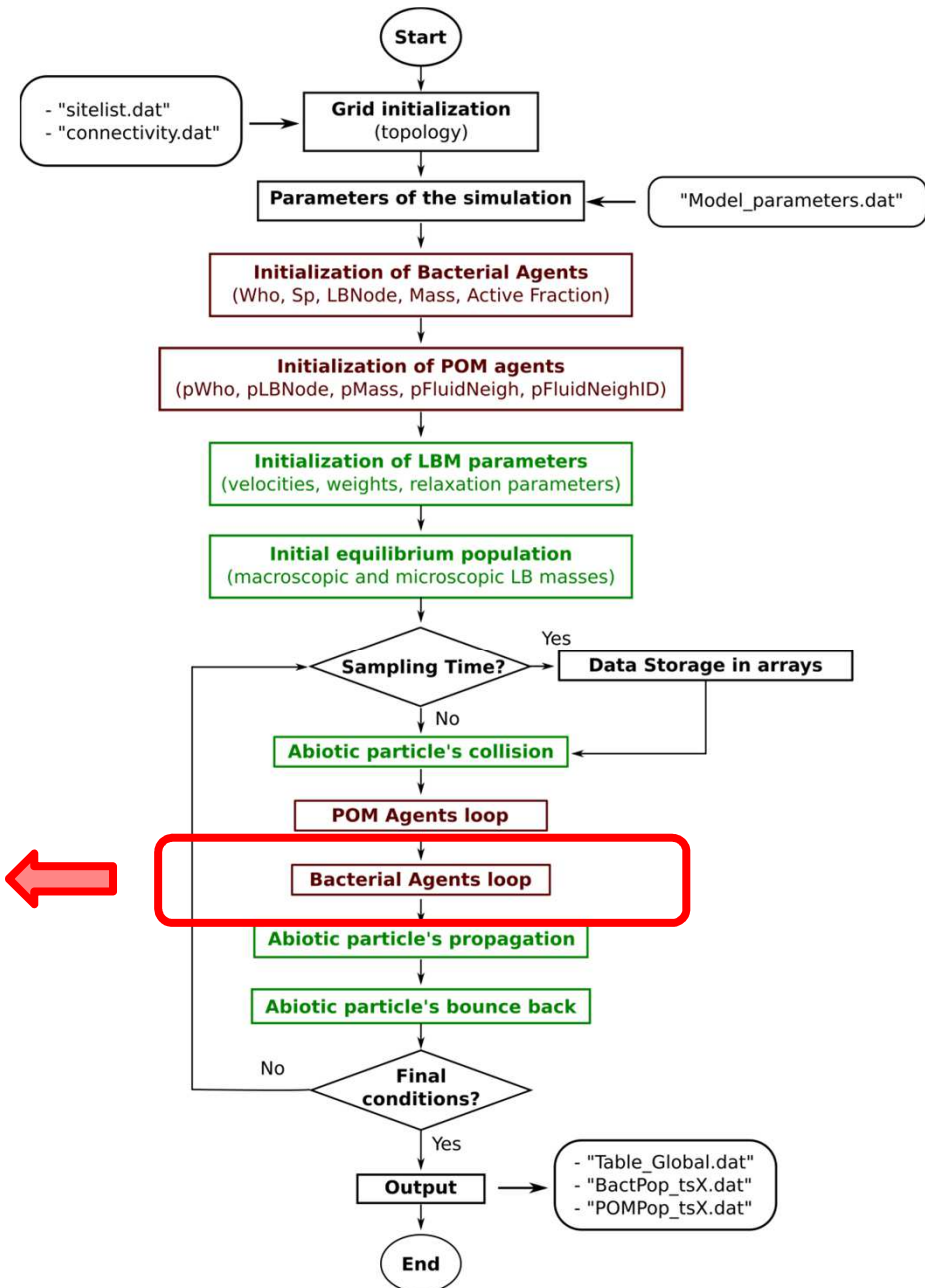 Start
- "sitelist.dat"
- "connectivity.dat"
Grid initialization
(topology)
Parameters of the simulation
"Model_parameters.dat"
Initialization of Bacterial Agents
(Who, Sp, LBNode, Mass, Active Fraction)
Initialization of POM agents
(pWho, pLBNode, pMass, pFluidNeigh, pFluidNeighID)
Initialization of LBM parameters
(velocities, weights, relaxation parameters)
Initial equilibrium population
(macroscopic and microscopic LB masses)
Sampling Time?
Yes
Data Storage in arrays
No
Abiotic particle's collision
POM Agents loop
Bacterial Agents loop
Abiotic particle's propagation
Abiotic particle's bounce back
No
Final
conditions?
Yes
Output
- "Table_Global.dat"
- "BactPop_tsX.dat"
- "POMPop_tsX.dat"
End